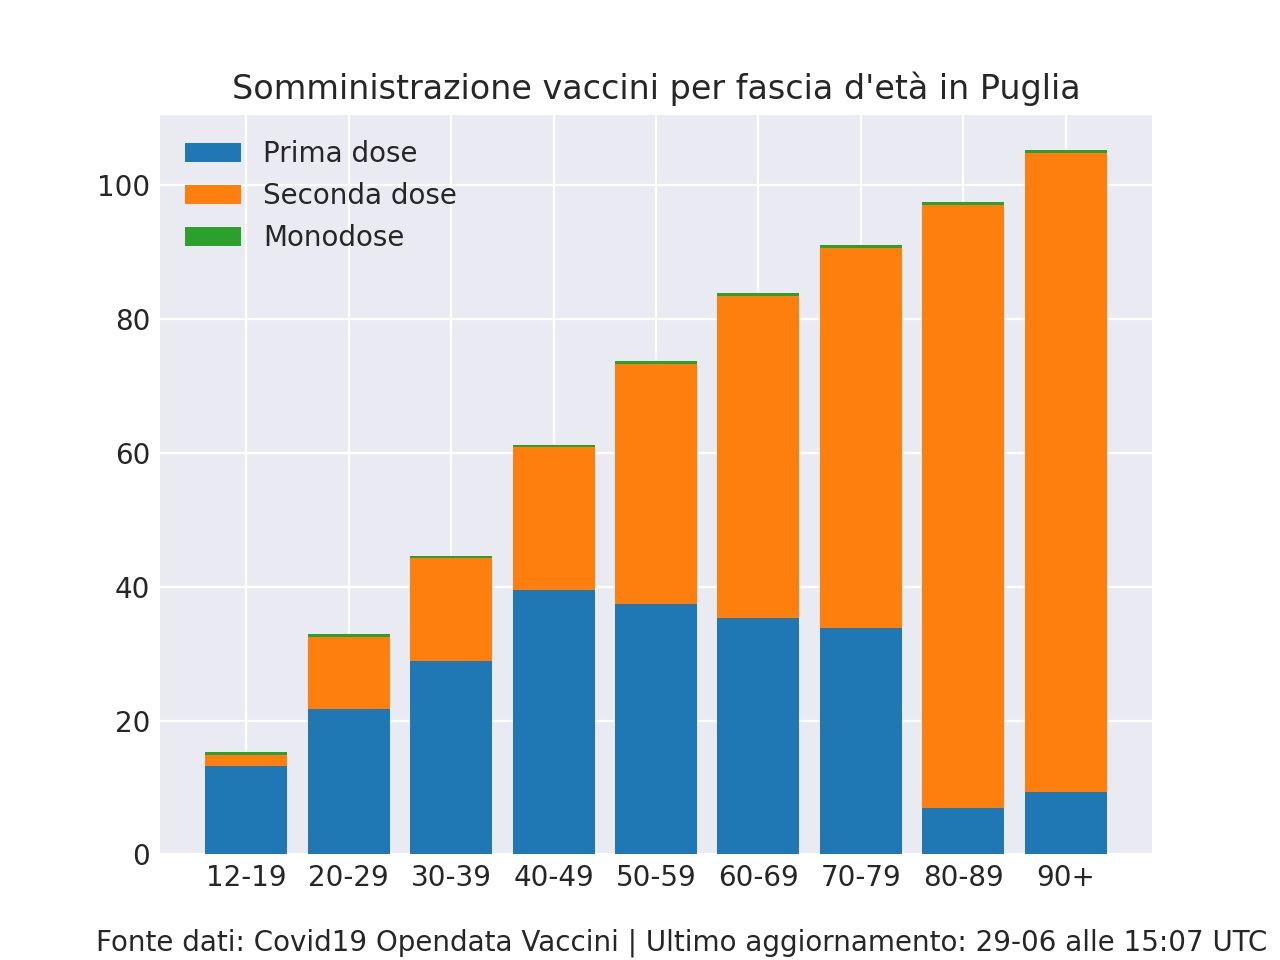 Somministrazione vaccini per fascia d'età in Puglia
Prima dose
Seconda dose
Monodose
100
80
60
40
20
0
12-19 20-29 30-39 40-49 50-59 60-69 70-79 80-89 90+
Fonte dati: Covid19 Opendata Vaccini | Ultimo aggiornamento: 29-06 alle 15:07 UTC